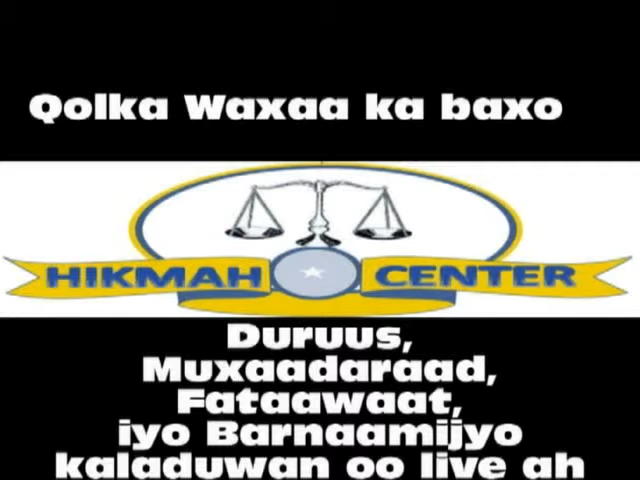 Qolka Waxaa ka baxo
HIKMAH CENTER
Duruus,
Muxaadaraad,
Fataawaat,
iyo Barnaamijyo
kaladuwan oo live ah